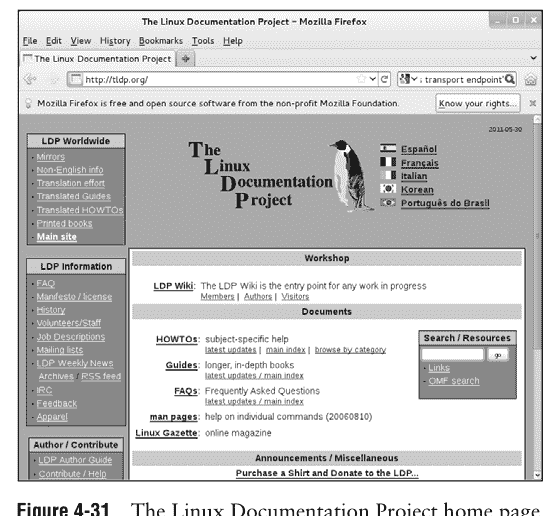 The Linux Documentation Project - Mozilla Firefox
File Edit View History Bookmarks Tools Help
The Linux Documentation Project
http://tldp.org/
: transport endpoint"
Mozilla Firefox is free and open source software from the non-profit Mozilla Foundation.
Know your rights...
2011-05-30
LDP Worldwide
Mirrors
Non-English info
Translation effort
Translated Guides
Translated HOWTOs
Printed books
Main site
The
Linux
Documentation
Project
Español
Français
Italian
Korean
Português do Brasil
LDP Information
FAQ
Manifesto / license
History
Volunteers/Staff
Job Descriptions
Mailing lists
LDP Weekly News
Archives / RSS feed
IRC
Feedback
Apparel
Author / Contribute
LDP Author Guide
Contribute / Help
Workshop
LDP Wiki: The LDP Wiki is the entry point for any work in progress
Members | Authors | Visitors
Documents
HOWTOs: subject-specific help
latest updates | main index | browse by category
Guides: longer, in-depth books
latest updates / main index
FAQs: Frequently Asked Questions
latest updates / main index
man pages: help on individual commands (20060810)
Linux Gazette: online magazine
Search / Resources
go
Links
OMF search
Announcements / Miscellaneous
Purchase a Shirt and Donate to the LDP...
Figure 4-31 The Linux Documentation Project home page